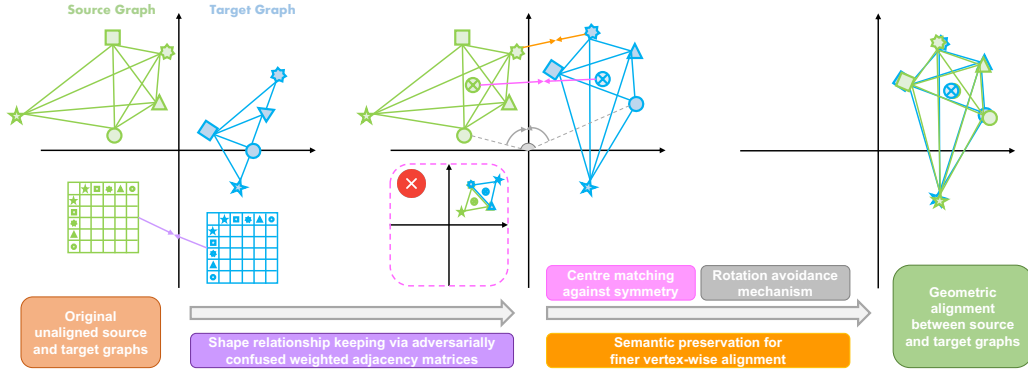 Source Graph
Target Graph
Centre matching
against symmetry
Rotation avoidance
mechanism
Original
unaligned source
and target graphs
Shape relationship keeping via adversarially
confused weighted adjacency matrices
Semantic preservation for
finer vertex-wise alignment
Geometric
alignment
between source
and target graphs